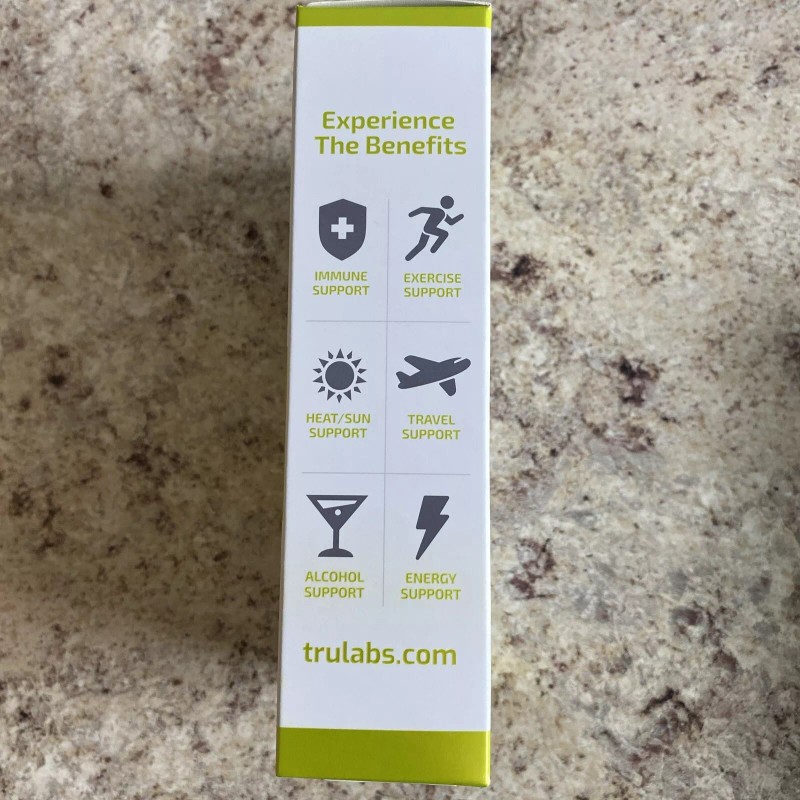 Experience
The Benefits
IMMUNE
SUPPORT
EXERCISE
SUPPORT
HEAT/SUN
SUPPORT
TRAVEL
SUPPORT
ALCOHOL
SUPPORT
ENERGY
SUPPORT
trulabs.com